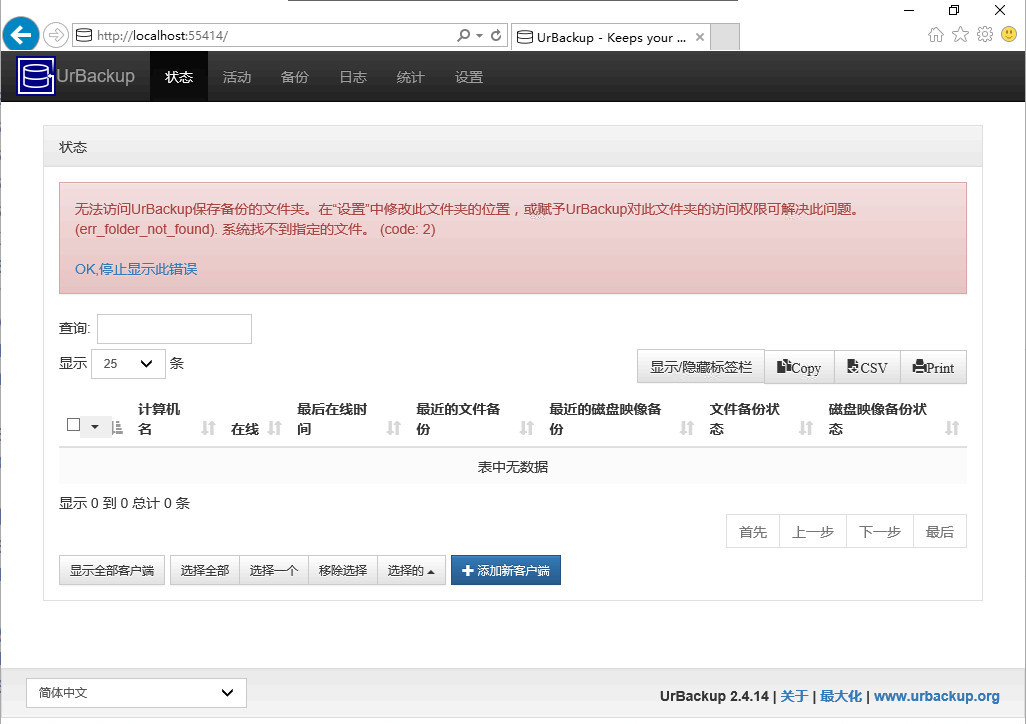 http://localhost:55414/
UrBackup - Keeps your ...
UrBackup 状态 活动 备份 日志 统计 设置
状态
无法访问UrBackup保存备份的文件夹。在“设置”中修改此文件夹的位置，或赋予UrBackup对此文件夹的访问权限可解决此问题。
(err_folder_not_found). 系统找不到指定的文件。 (code: 2)
OK,停止显示此错误
查询:
显示 25 条
显示/隐藏标签栏 Copy CSV Print
计算机名 在线 最后在线时间 最近的文件备份 最近的磁盘映像备份 文件备份状态 磁盘映像备份状态
表中无数据
显示 0 到 0 总计 0 条
首先 上一步 下一步 最后
显示全部客户端 选择全部 选择一个 移除选择 选择的 添加新客户端
简体中文
UrBackup 2.4.14 | 关于 | 最大化 | www.urbackup.org